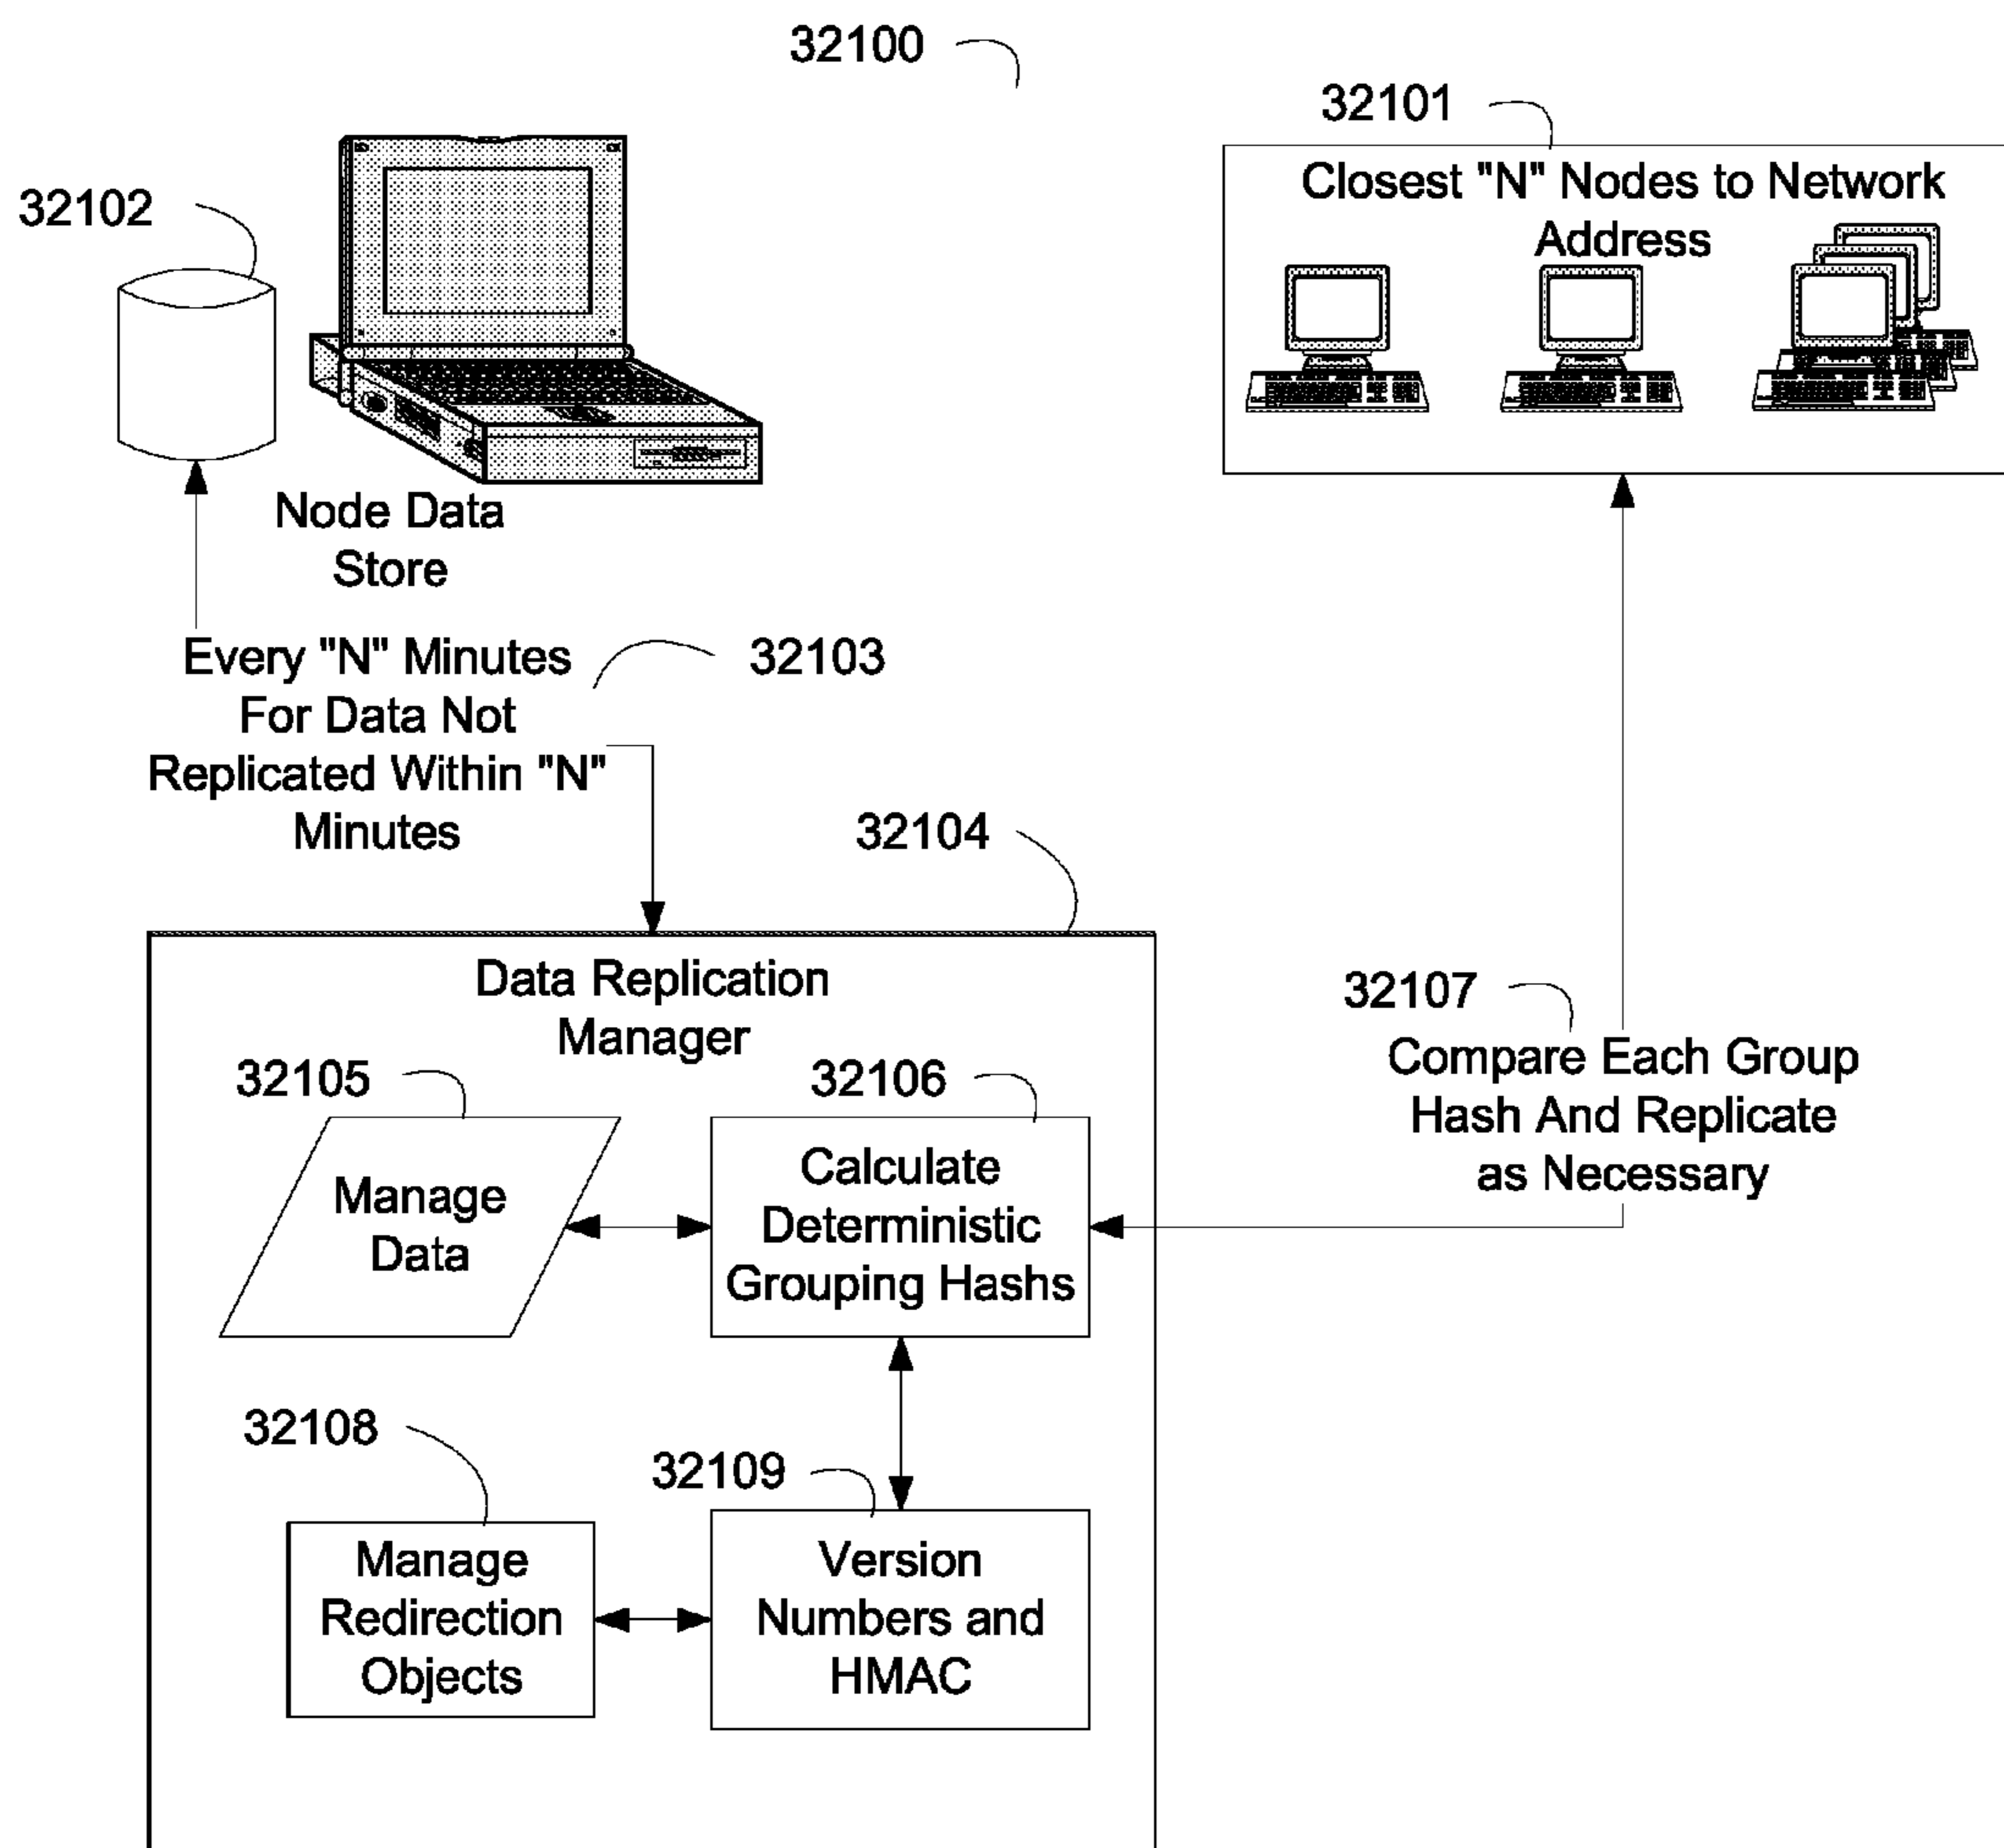 32100
32101
Closest "N" Nodes to Network
Address
32102
Node Data
Store
Every "N" Minutes
For Data Not
Replicated Within "N"
Minutes
32103
32104
Data Replication
Manager
32105
Manage
Data
32106
Calculate
Deterministic
Grouping Hashs
32107
Compare Each Group
Hash And Replicate
as Necessary
32108
Manage
Redirection
Objects
32109
Version
Numbers and
HMAC